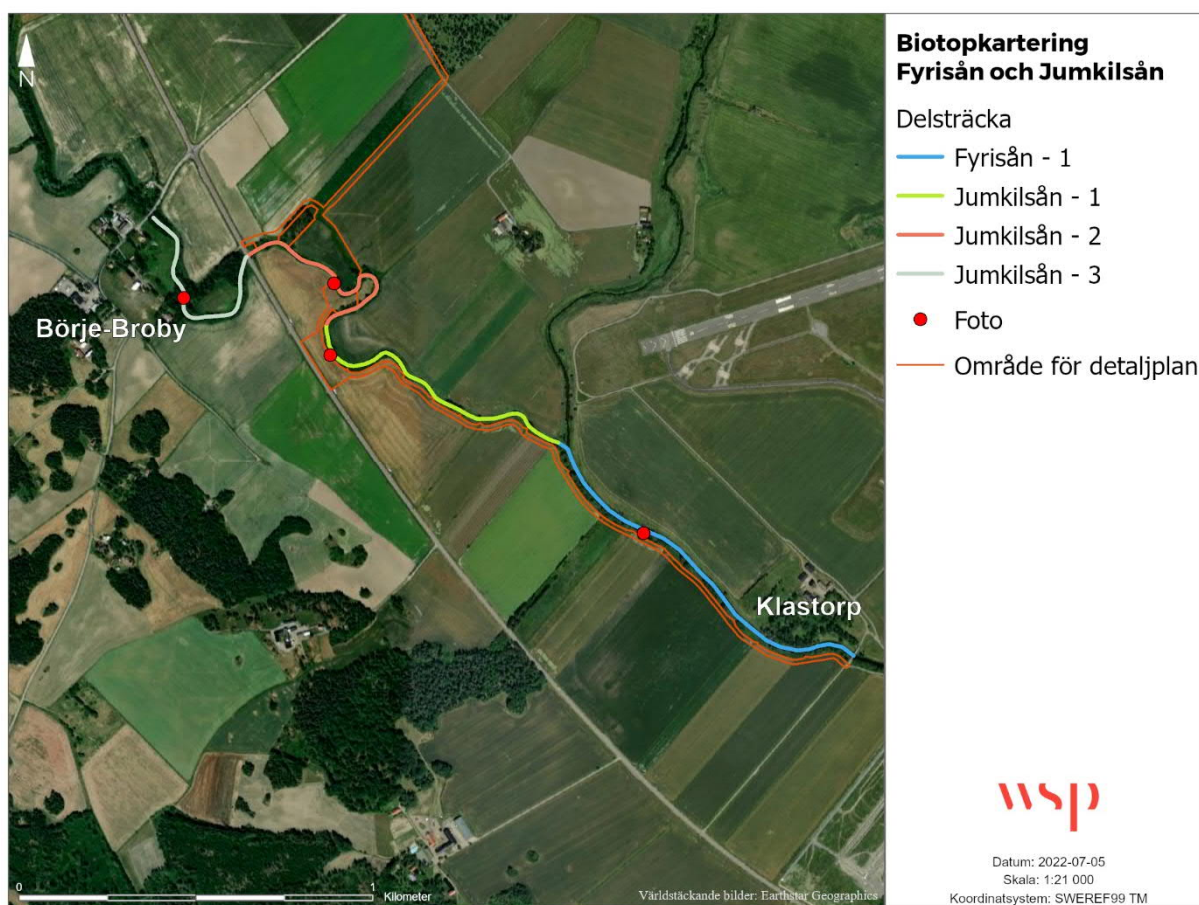 N
Börje-Broby
Klastorp
0
1
Kilometer
Världstäckande bilder: Earthstar Geographics
Biotopkartering
Fyrisån och Jumkilsån
Delsträcka
Fyrisån - 1
Jumkilsån - 1
Jumkilsån - 2
Jumkilsån - 3
Foto
Område för detaljplan
wsp
Datum: 2022-07-05
Skala: 1:21 000
Koordinatsystem: SWEREF99 TM